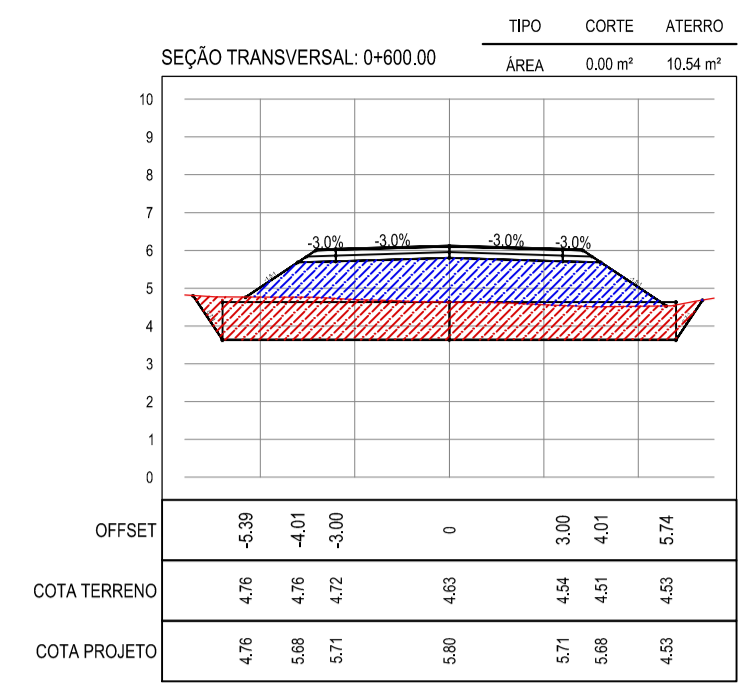 TIPO CORTE ATERRO
SEÇÃO TRANSVERSAL: 0+600.00
ÁREA 0.00 m² 10.54 m²
10
9
8
7
6
5
4
3
2
1
0
-3.0% -3.0% -3.0% -3.0%
OFFSET -5.39 -4.01 -3.00 0 3.00 4.01 5.74
COTA TERRENO 4.76 4.76 4.72 4.63 4.54 4.51 4.53
COTA PROJETO 4.76 5.68 5.71 5.80 5.71 5.68 4.53